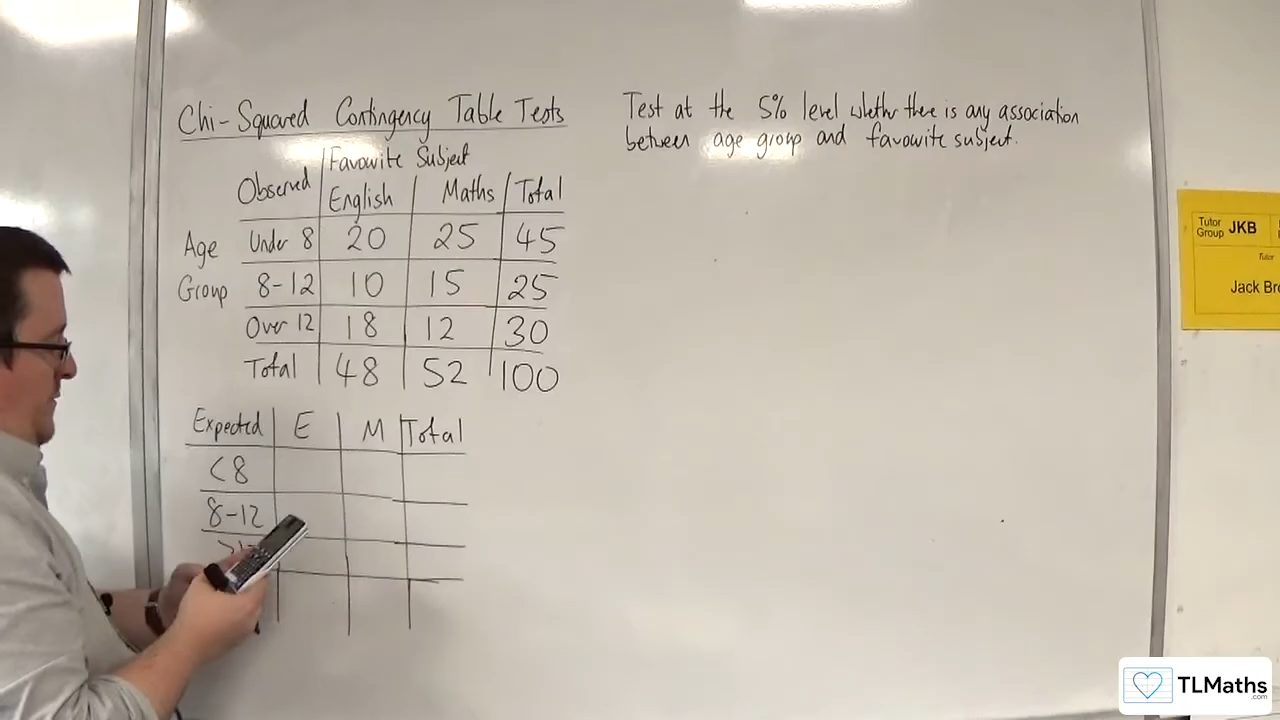 Chi-Squared Contingency Table Tests
Favourite Subject
Observed English Maths Total
Age Under 8 20 25 45
Group 8-12 10 15 25
Over 12 18 12 30
Total 48 52 100
Expected E M Total
<8
8-12
Test at the 5% level whether there is any association
between age group and favourite subject.
Tutor
Group JKB
Tutor
Jack
TLMaths
.com